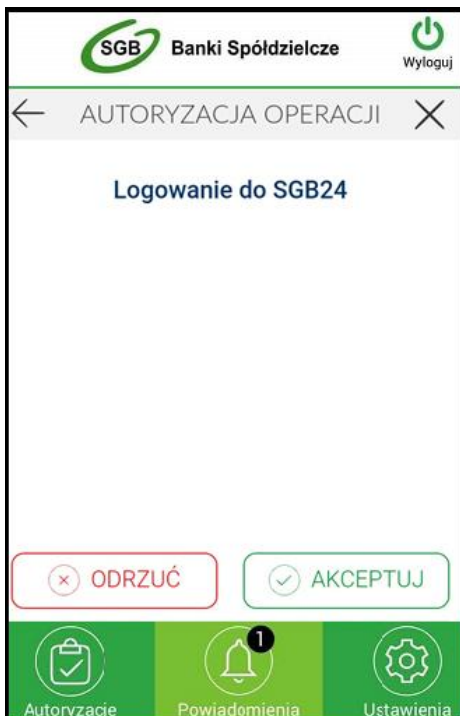 SGB Banki Spółdzielcze
Wyloguj
AUTORYZACJA OPERACJI
Logowanie do SGB24
ODRZUĆ AKCEPTUJ
1
Autoryzacje Powiadomienia Ustawienia